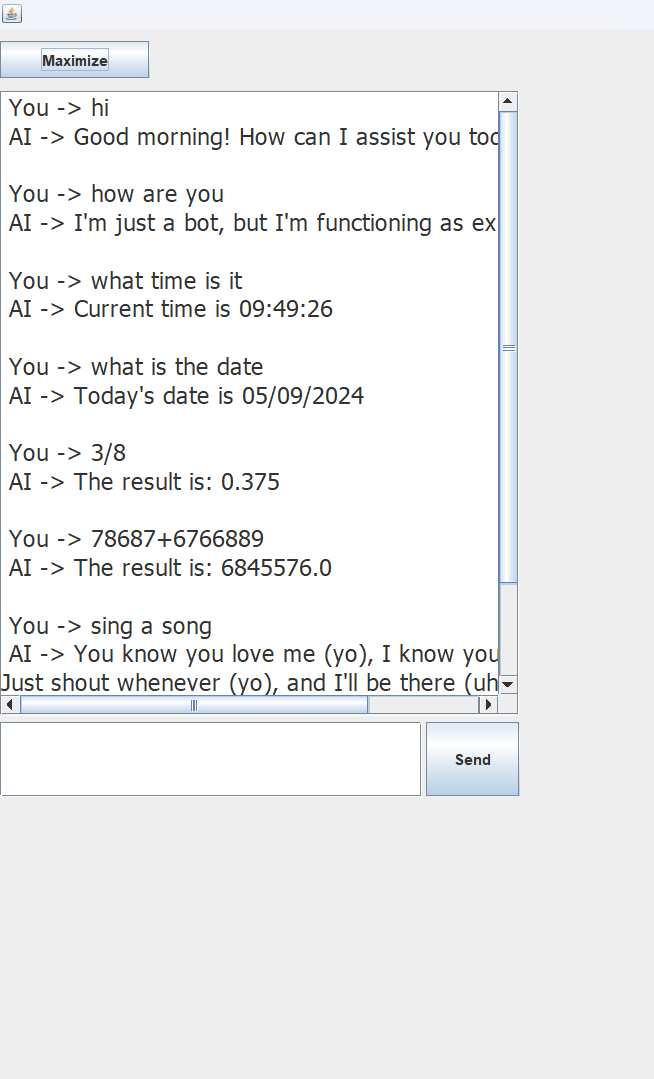 Maximize
You -> hi
AI -> Good morning! How can I assist you
You -> how are you
AI -> I'm just a bot, but I'm functioning as
You -> what time is it
AI -> Current time is 09:49:26
You -> what is the date
AI -> Today's date is 05/09/2024
You -> 3/8
AI -> The result is: 0.375
You -> 78687+6766889
AI -> The result is: 6845576.0
You -> sing a song
AI -> You know you love me (yo), I know you
Just shout whenever (yo), and I'll be there (uh
Send